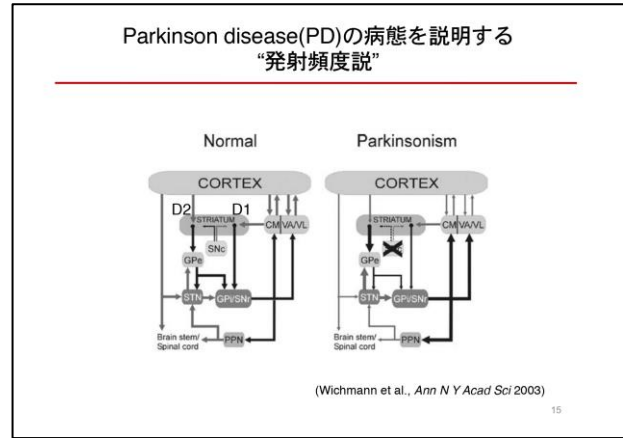 Parkinson disease(PD)の病態を説明する
“発射頻度説”
Normal
Parkinsonism
CORTEX
CORTEX
D2
D1
STRIATUM
CM
VA/VL
SNc
GPe
STN
GPi/SNr
Brain stem/
Spinal cord
PPN
STRIATUM
CM
VA/VL
GPe
STN
GPi/SNr
Brain stem/
Spinal cord
PPN
(Wichmann et al., Ann N Y Acad Sci 2003)
15